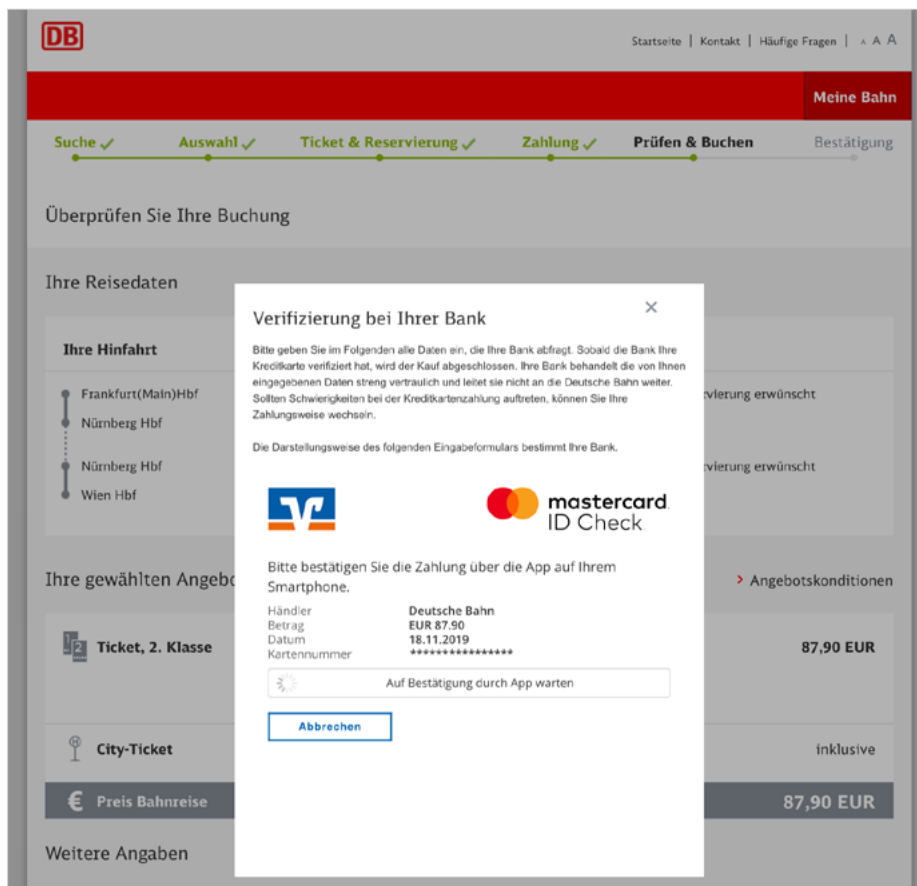 DB
Startseite | Kontakt | Häufige Fragen | A A A
Meine Bahn
Suche Auswahl Ticket & Reservierung Zahlung Prüfen & Buchen Bestätigung
Überprüfen Sie Ihre Buchung
Ihre Reisedaten
Ihre Hinfahrt
Frankfurt(Main)Hbf
Nürnberg Hbf
rvierung erwünscht
Nürnberg Hbf
Wien Hbf
rvierung erwünscht
Verifizierung bei Ihrer Bank
Bitte geben Sie im Folgenden alle Daten ein, die Ihre Bank abfragt. Sobald die Bank Ihre
Kreditkarte verifiziert hat, wird der Kauf abgeschlossen. Ihre Bank behandelt die von Ihnen
eingegebenen Daten streng vertraulich und leitet sie nicht an die Deutsche Bahn weiter.
Sollten Schwierigkeiten bei der Kreditkartenzahlung auftreten, können Sie Ihre
Zahlungsweise wechseln.
Die Darstellungsweise des folgenden Eingabeformulars bestimmt Ihre Bank.
mastercard.
ID Check.
Bitte bestätigen Sie die Zahlung über die App auf Ihrem
Smartphone.
Händler Deutsche Bahn
Betrag EUR 87.90
Datum 18.11.2019
Kartennummer ****************
Auf Bestätigung durch App warten
Abbrechen
Ihre gewählten Angebo
Angebotskonditionen
1 2 Ticket, 2. Klasse 87,90 EUR
H City-Ticket inklusive
€ Preis Bahnreise 87,90 EUR
Weitere Angaben